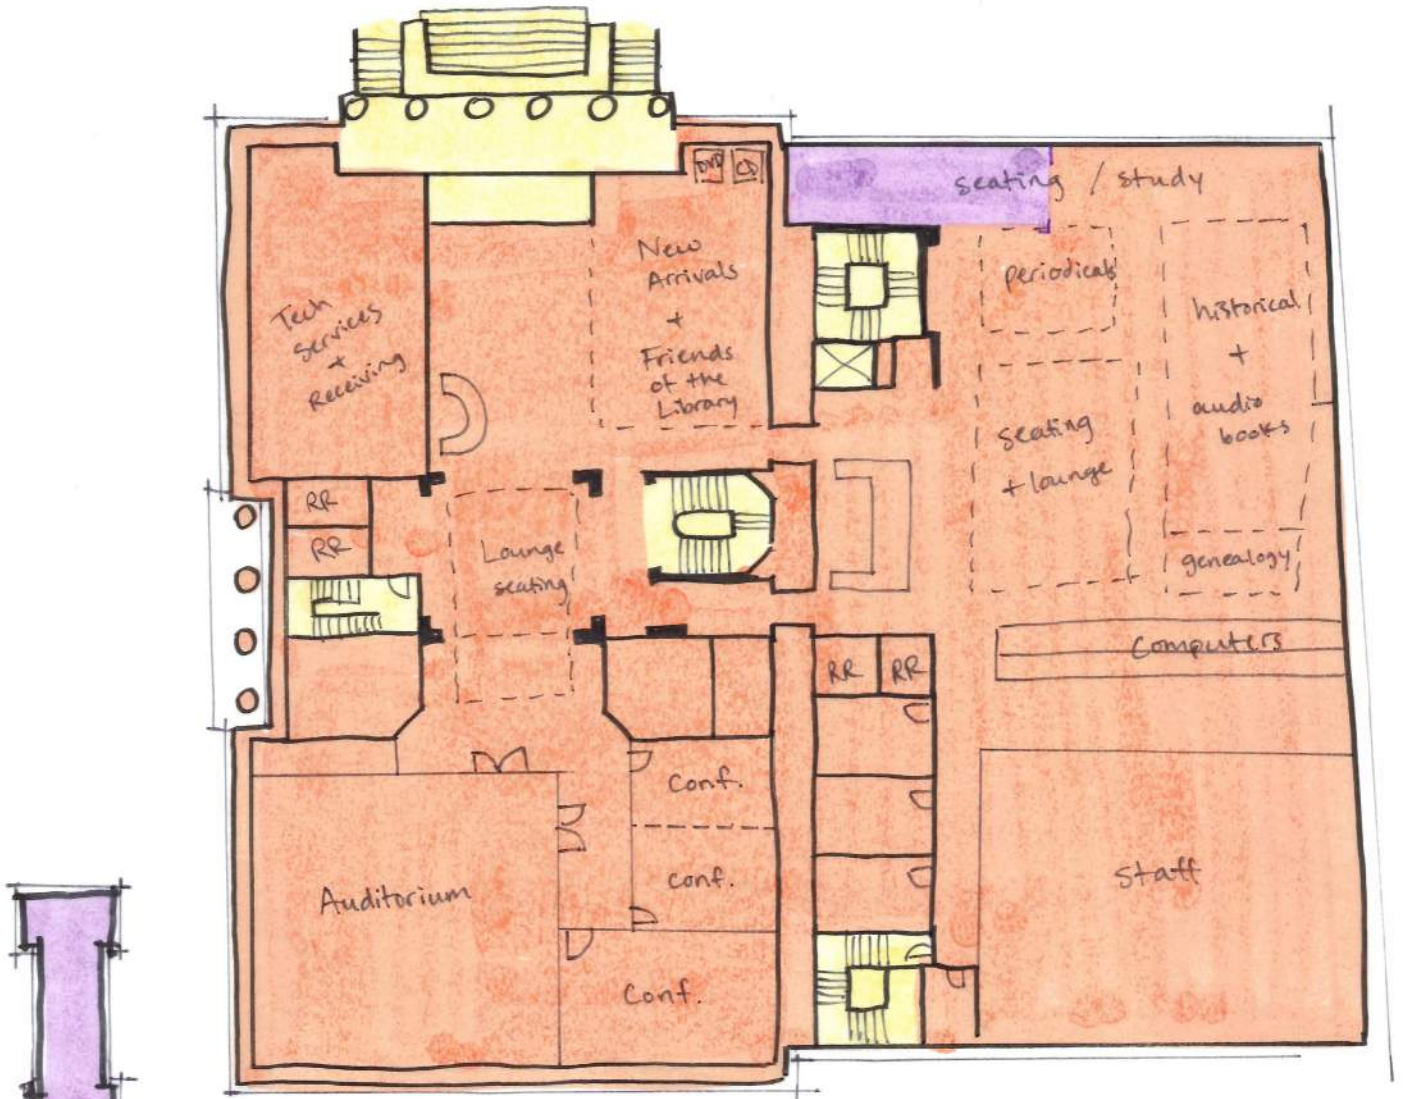 DVD
CD
seating / study
New
Arrivals
+
Friends
of the
Library
periodicals
Tech
Services
+
Receiving
historical
+
audio
books
seating
+ lounge
RR
RR
Lounge
seating
genealogy
Computers
RR
RR
Conf.
conf.
Auditorium
Staff
Conf.